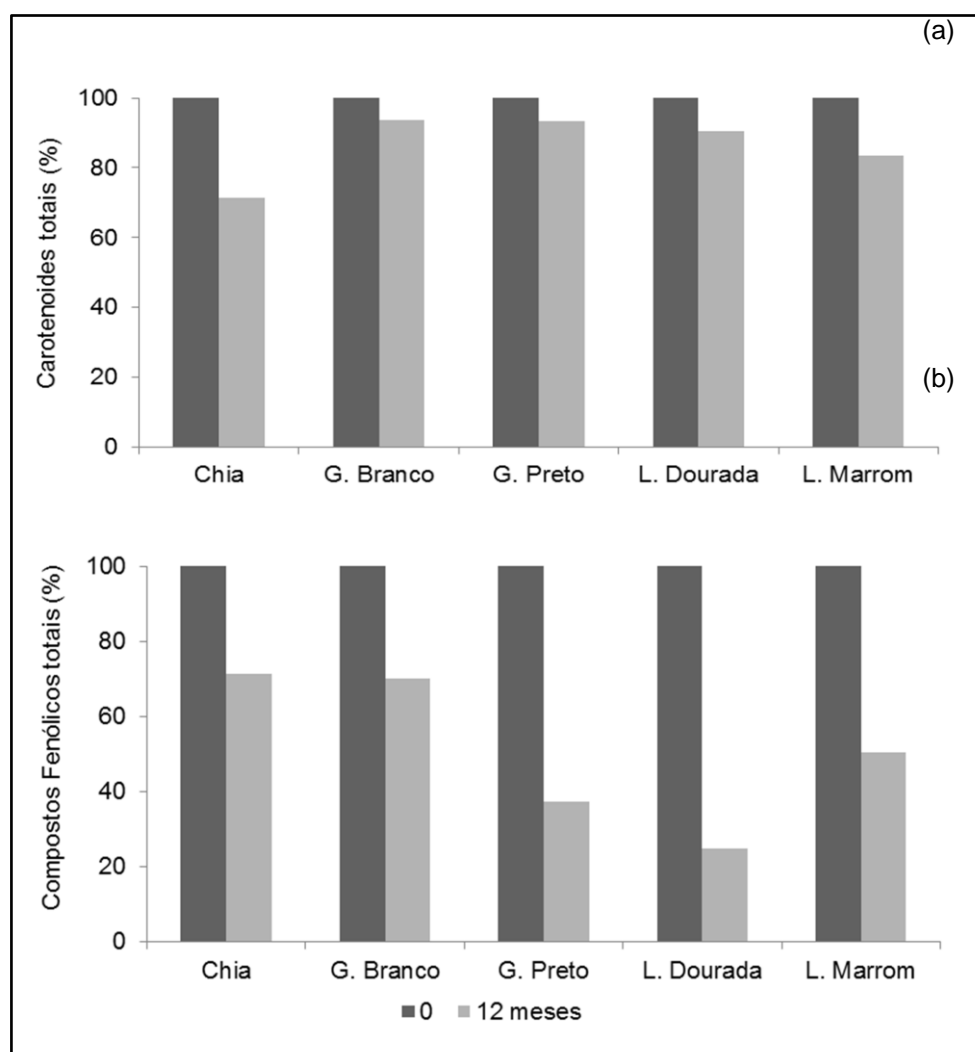 (a)
Carotenoides totais (%)
100
80
60
40
20
0
Chia G. Branco G. Preto L. Dourada L. Marrom
(b)
Compostos Fenólicos totais (%)
100
80
60
40
20
0
Chia G. Branco G. Preto L. Dourada L. Marrom
0 12 meses